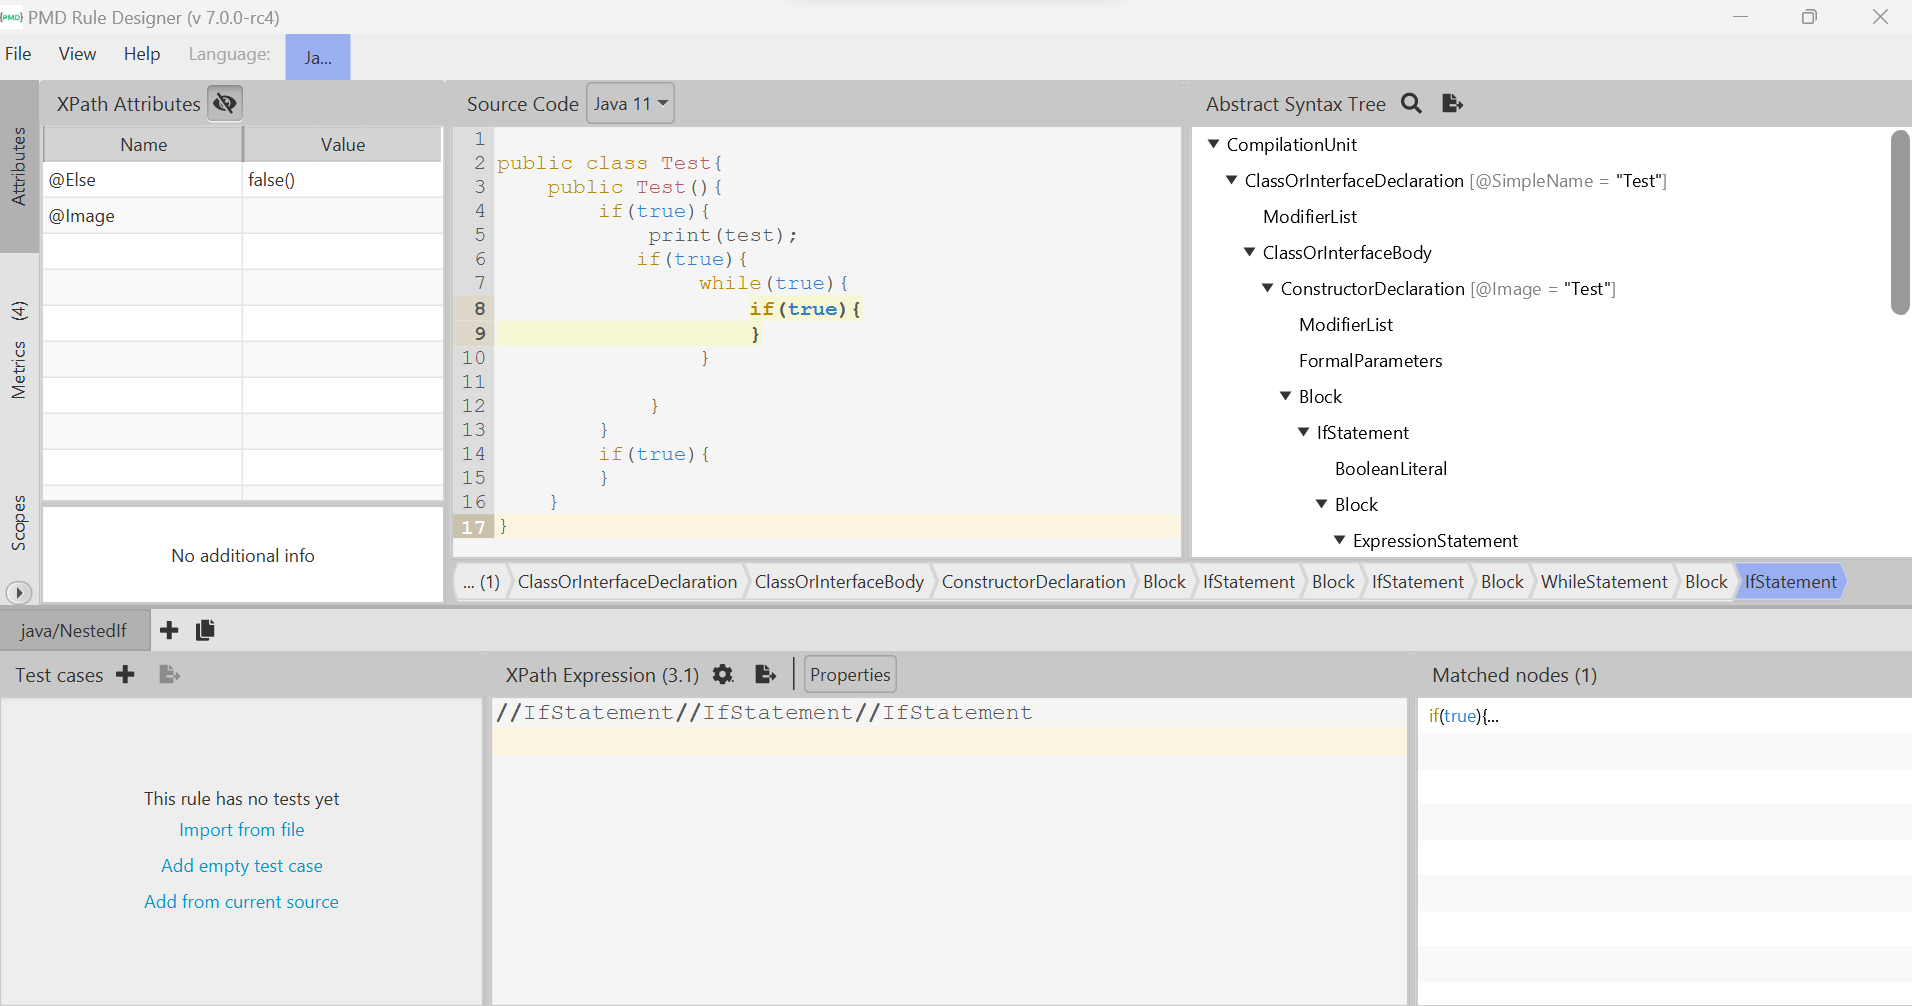 {PMD} PMD Rule Designer (v 7.0.0-rc4)
File View Help Language: Ja...
XPath Attributes
Name Value
@Else false()
@Image
No additional info
Attributes
Metrics (4)
Scopes
Source Code Java 11
1
2 public class Test{
3 public Test(){
4 if(true){
5 print(test);
6 if(true){
7 while(true){
8 if(true){
9 }
10 }
11
12 }
13 }
14 if(true){
15 }
16 }
17 }
Abstract Syntax Tree
CompilationUnit
ClassOrInterfaceDeclaration [@SimpleName = "Test"]
ModifierList
ClassOrInterfaceBody
ConstructorDeclaration [@Image = "Test"]
ModifierList
FormalParameters
Block
IfStatement
BooleanLiteral
Block
ExpressionStatement
... (1) ClassOrInterfaceDeclaration ClassOrInterfaceBody ConstructorDeclaration Block IfStatement Block IfStatement Block WhileStatement Block IfStatement
java/NestedIf
Test cases
This rule has no tests yet
Import from file
Add empty test case
Add from current source
XPath Expression (3.1) Properties
//IfStatement//IfStatement//IfStatement
Matched nodes (1)
if(true){...